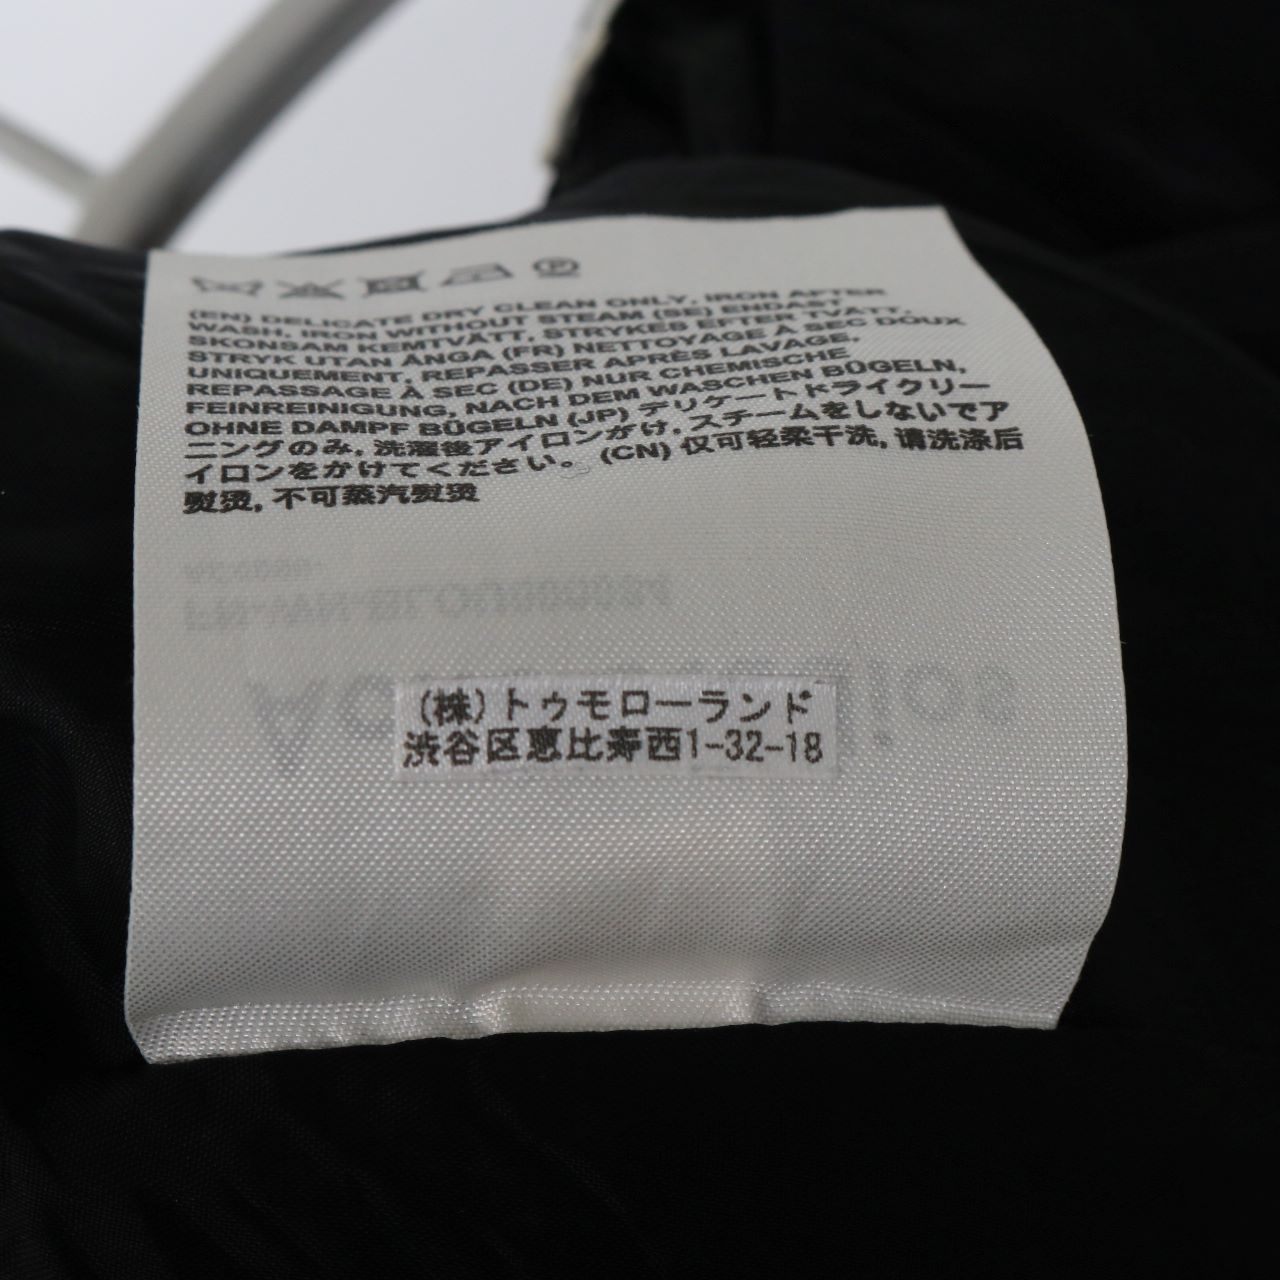 (EN) DELICATE DRY CLEAN ONLY, IRON AFTER
WASH, IRON WITHOUT STEAM (SE) ENDAST
SKONSAM KEMTVÄTT, STRYKES EFTER TVÄTT,
STRYK UTAN ÅNGA (FR) NETTOYAGE À SEC DOUX
UNIQUEMENT, REPASSER APRÈS LAVAGE,
REPASSAGE À SEC (DE) NUR CHEMISCHE
FEINREINIGUNG, NACH DEM WASCHEN BÜGELN,
OHNE DAMPF BÜGELN (JP) デリケートドライクリー
ニングのみ, 洗濯後アイロンがけ, スチームをしないでア
イロンをかけてください。 (CN) 仅可轻柔干洗, 请洗涤后
熨烫, 不可蒸汽熨烫
(株)トゥモローランド
渋谷区恵比寿西1-32-18